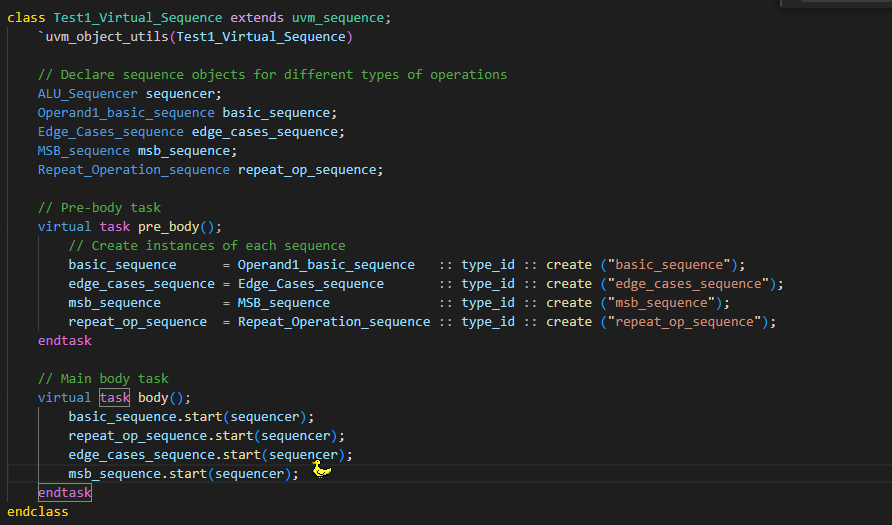 class Test1_Virtual_Sequence extends uvm_sequence;
    `uvm_object_utils(Test1_Virtual_Sequence)
    // Declare sequence objects for different types of operations
    ALU_Sequencer sequencer;
    Operand1_basic_sequence basic_sequence;
    Edge_Cases_sequence edge_cases_sequence;
    MSB_sequence msb_sequence;
    Repeat_Operation_sequence repeat_op_sequence;
    // Pre-body task
    virtual task pre_body();
        // Create instances of each sequence
        basic_sequence      = Operand1_basic_sequence   :: type_id :: create ("basic_sequence");
        edge_cases_sequence = Edge_Cases_sequence       :: type_id :: create ("edge_cases_sequence");
        msb_sequence        = MSB_sequence              :: type_id :: create ("msb_sequence");
        repeat_op_sequence  = Repeat_Operation_sequence :: type_id :: create ("repeat_op_sequence");
    endtask
    // Main body task
    virtual task body();
        basic_sequence.start(sequencer);
        repeat_op_sequence.start(sequencer);
        edge_cases_sequence.start(sequencer);
        msb_sequence.start(sequencer);
    endtask
endclass